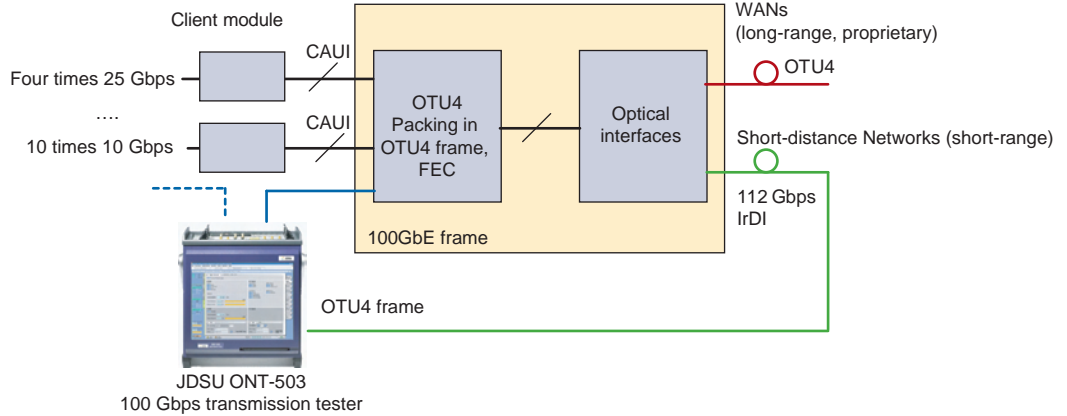 Client module
Four times 25 Gbps
....
10 times 10 Gbps
CAUI
CAUI
OTU4
Packing in
OTU4 frame,
FEC
Optical
interfaces
100GbE frame
WANs
(long-range, proprietary)
OTU4
Short-distance Networks (short-range)
112 Gbps
IrDI
OTU4 frame
JDSU ONT-503
100 Gbps transmission tester